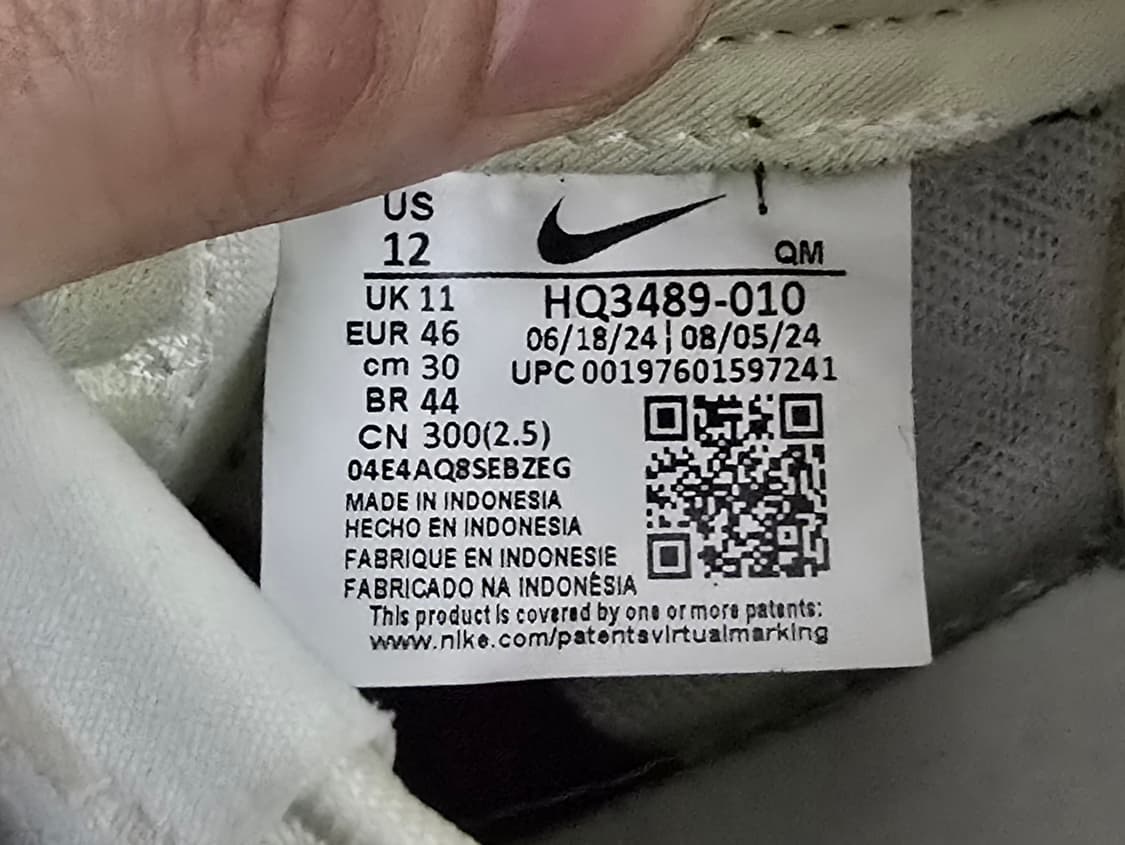 US
12
QM
UK 11
HQ3489-010
EUR 46
06/18/24 | 08/05/24
cm 30
UPC 00197601597241
BR 44
CN 300(2.5)
04E4AQ8SEBZEG
MADE IN INDONESIA
HECHO EN INDONESIA
FABRIQUE EN INDONESIE
FABRICADO NA INDONÉSIA
This product is covered by one or more patents:
www.nike.com/patentsvirtualmarking